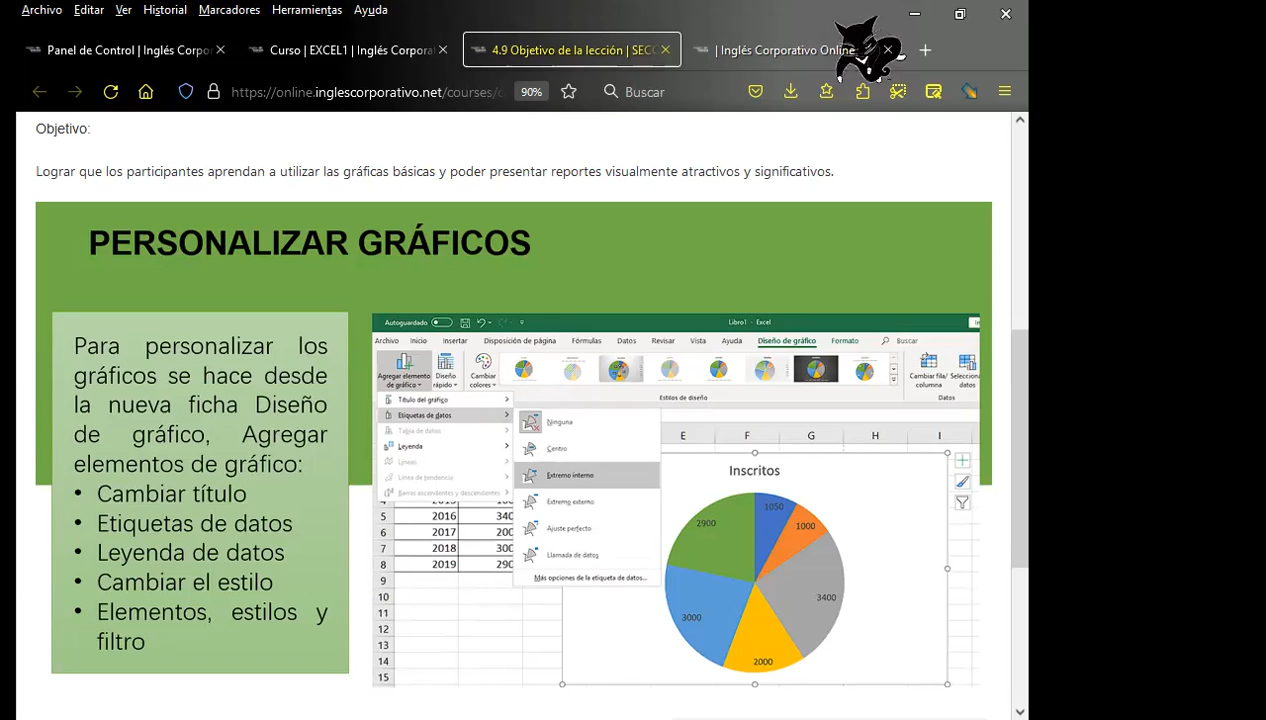 Archivo Editar Ver Historial Marcadores Herramientas Ayuda
Panel de Control | Inglés Corpor
Curso | EXCEL1 | Inglés Corpora
4.9 Objetivo de la lección | SECC
| Inglés Corporativo Online
https://online.inglescorporativo.net/courses/c
90%
Buscar
Objetivo:
Lograr que los participantes aprendan a utilizar las gráficas básicas y poder presentar reportes visualmente atractivos y significativos.
PERSONALIZAR GRÁFICOS
Para personalizar los
gráficos se hace desde
la nueva ficha Diseño
de gráfico, Agregar
elementos de gráfico:
• Cambiar título
• Etiquetas de datos
• Leyenda de datos
• Cambiar el estilo
• Elementos, estilos y
filtro
Autoguardado
Libro1 - Excel
Archivo Inicio Insertar Disposición de página Fórmulas Datos Revisar Vista Ayuda Diseño de gráfico Formato Buscar
Agregar elemento
de gráfico
Diseño
rápido
Cambiar
colores
Cambiar fila/
columna
Seleccion
datos
Estilos de diseño
Datos
Título del gráfico
Etiquetas de datos
Tabla de datos
Leyenda
Líneas
Línea de tendencia
Barras ascendentes y descendentes
Ninguna
Centro
Extremo interno
Extremo externo
Ajuste perfecto
Llamada de datos
Más opciones de la etiqueta de datos...
E F G H I
5 2016 340
6 2017 200
7 2018 300
8 2019 290
9
10
11
12
13
14
15
Inscritos
1050
1000
3400
2000
3000
2900